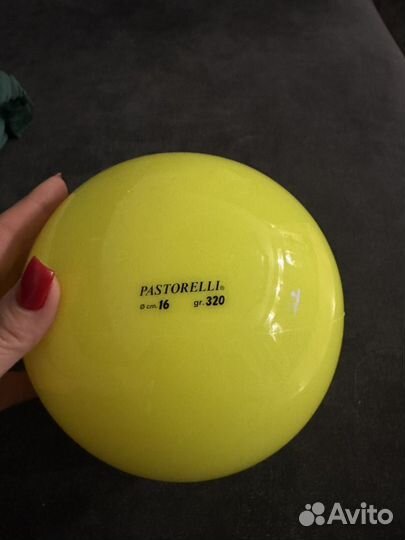 PASTORELLI®
ø cm. 16 gr. 320
Avito